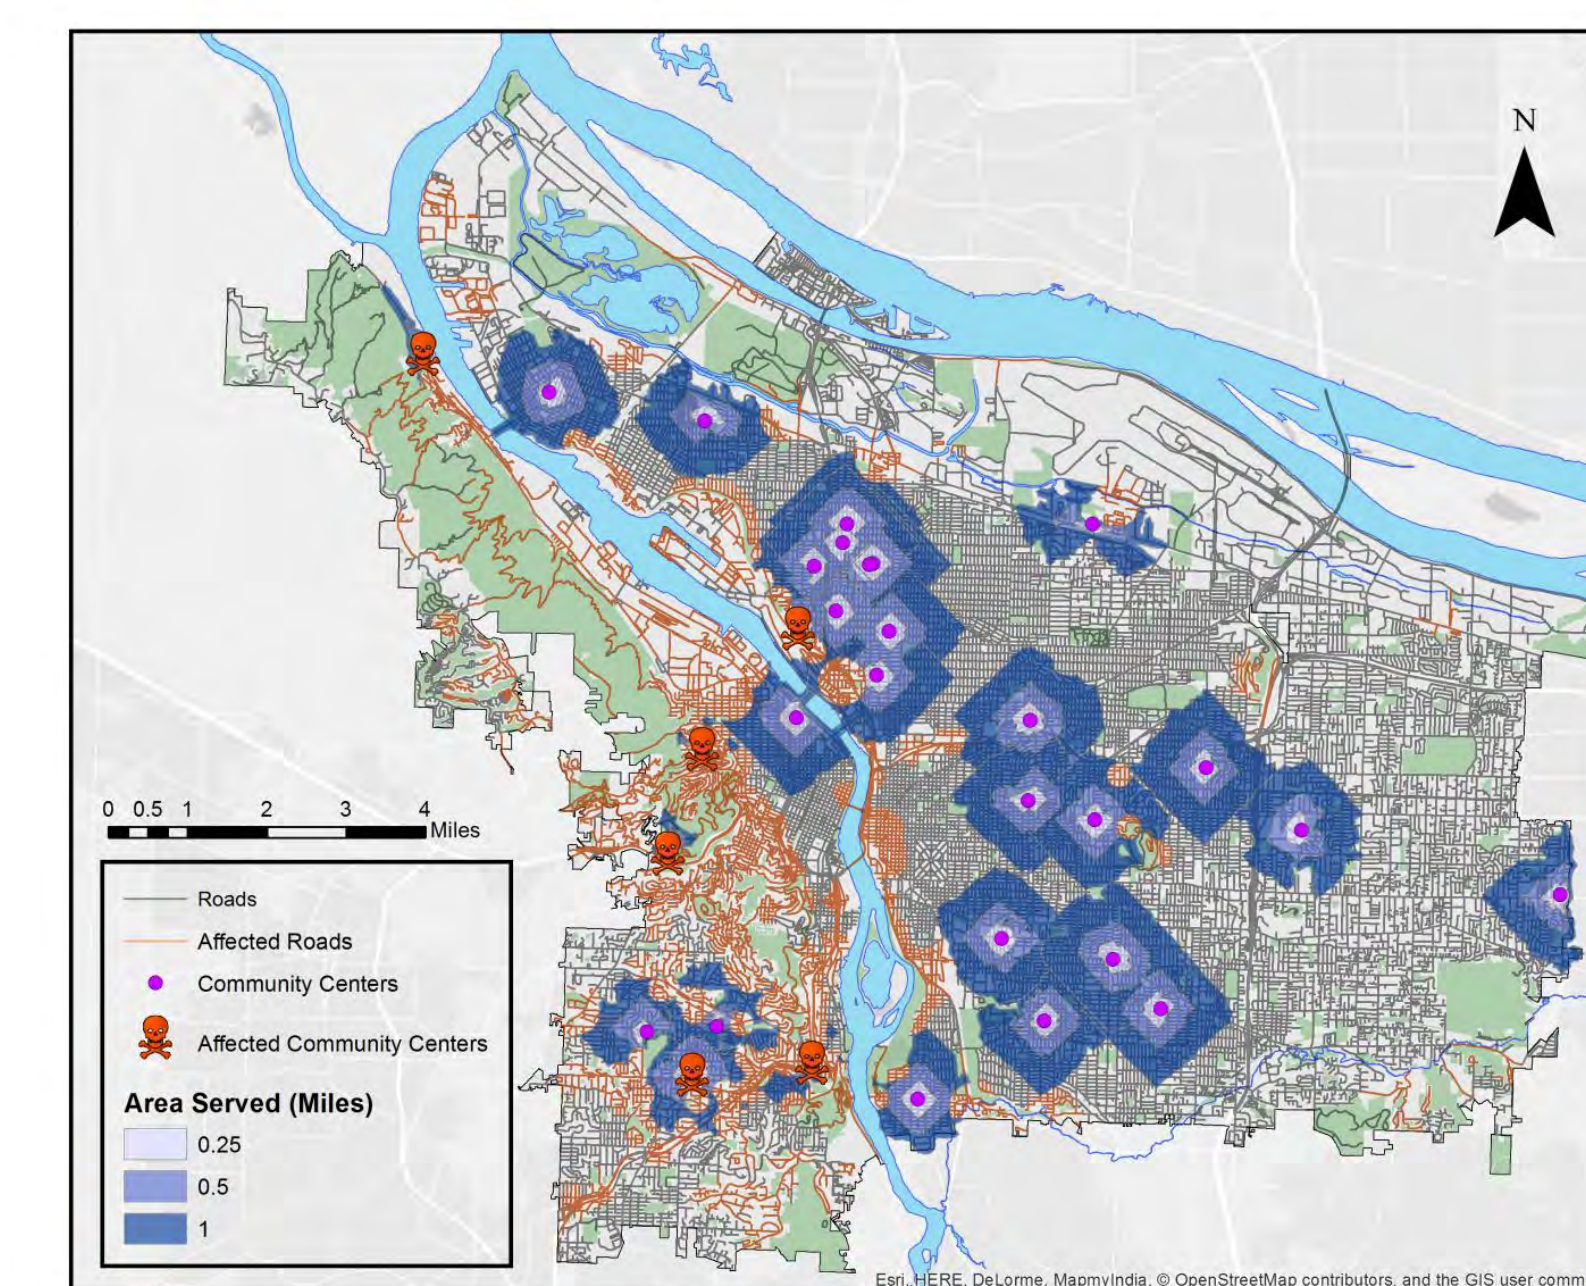 N
0 0.5 1 2 3 4
Miles
Roads
Affected Roads
Community Centers
Affected Community Centers
Area Served (Miles)
0.25
0.5
1
Esri, HERE, DeLorme, MapmyIndia, © OpenStreetMap contributors, and the GIS user comm